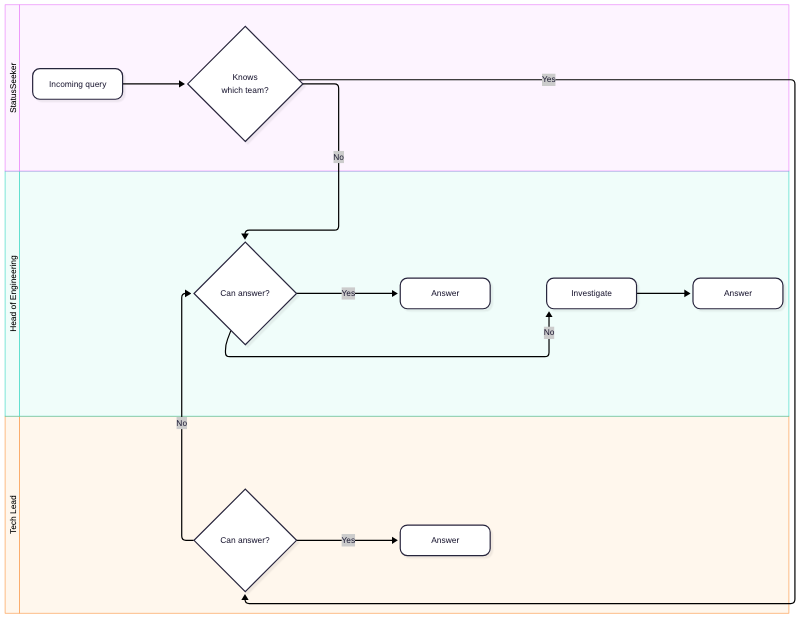 StatusSeeker
Incoming query
Knows
which team?
Yes
No
Head of Engineering
Can answer?
Yes
Answer
Investigate
Answer
No
No
Tech Lead
Can answer?
Yes
Answer